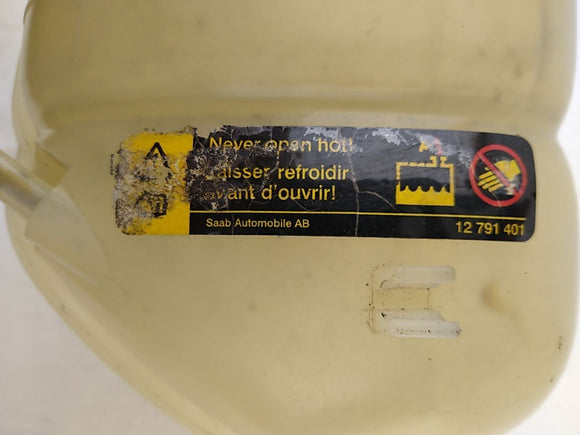 Never open hot!
Laisser refroidir
avant d'ouvrir!
Saab Automobile AB
12 791 401